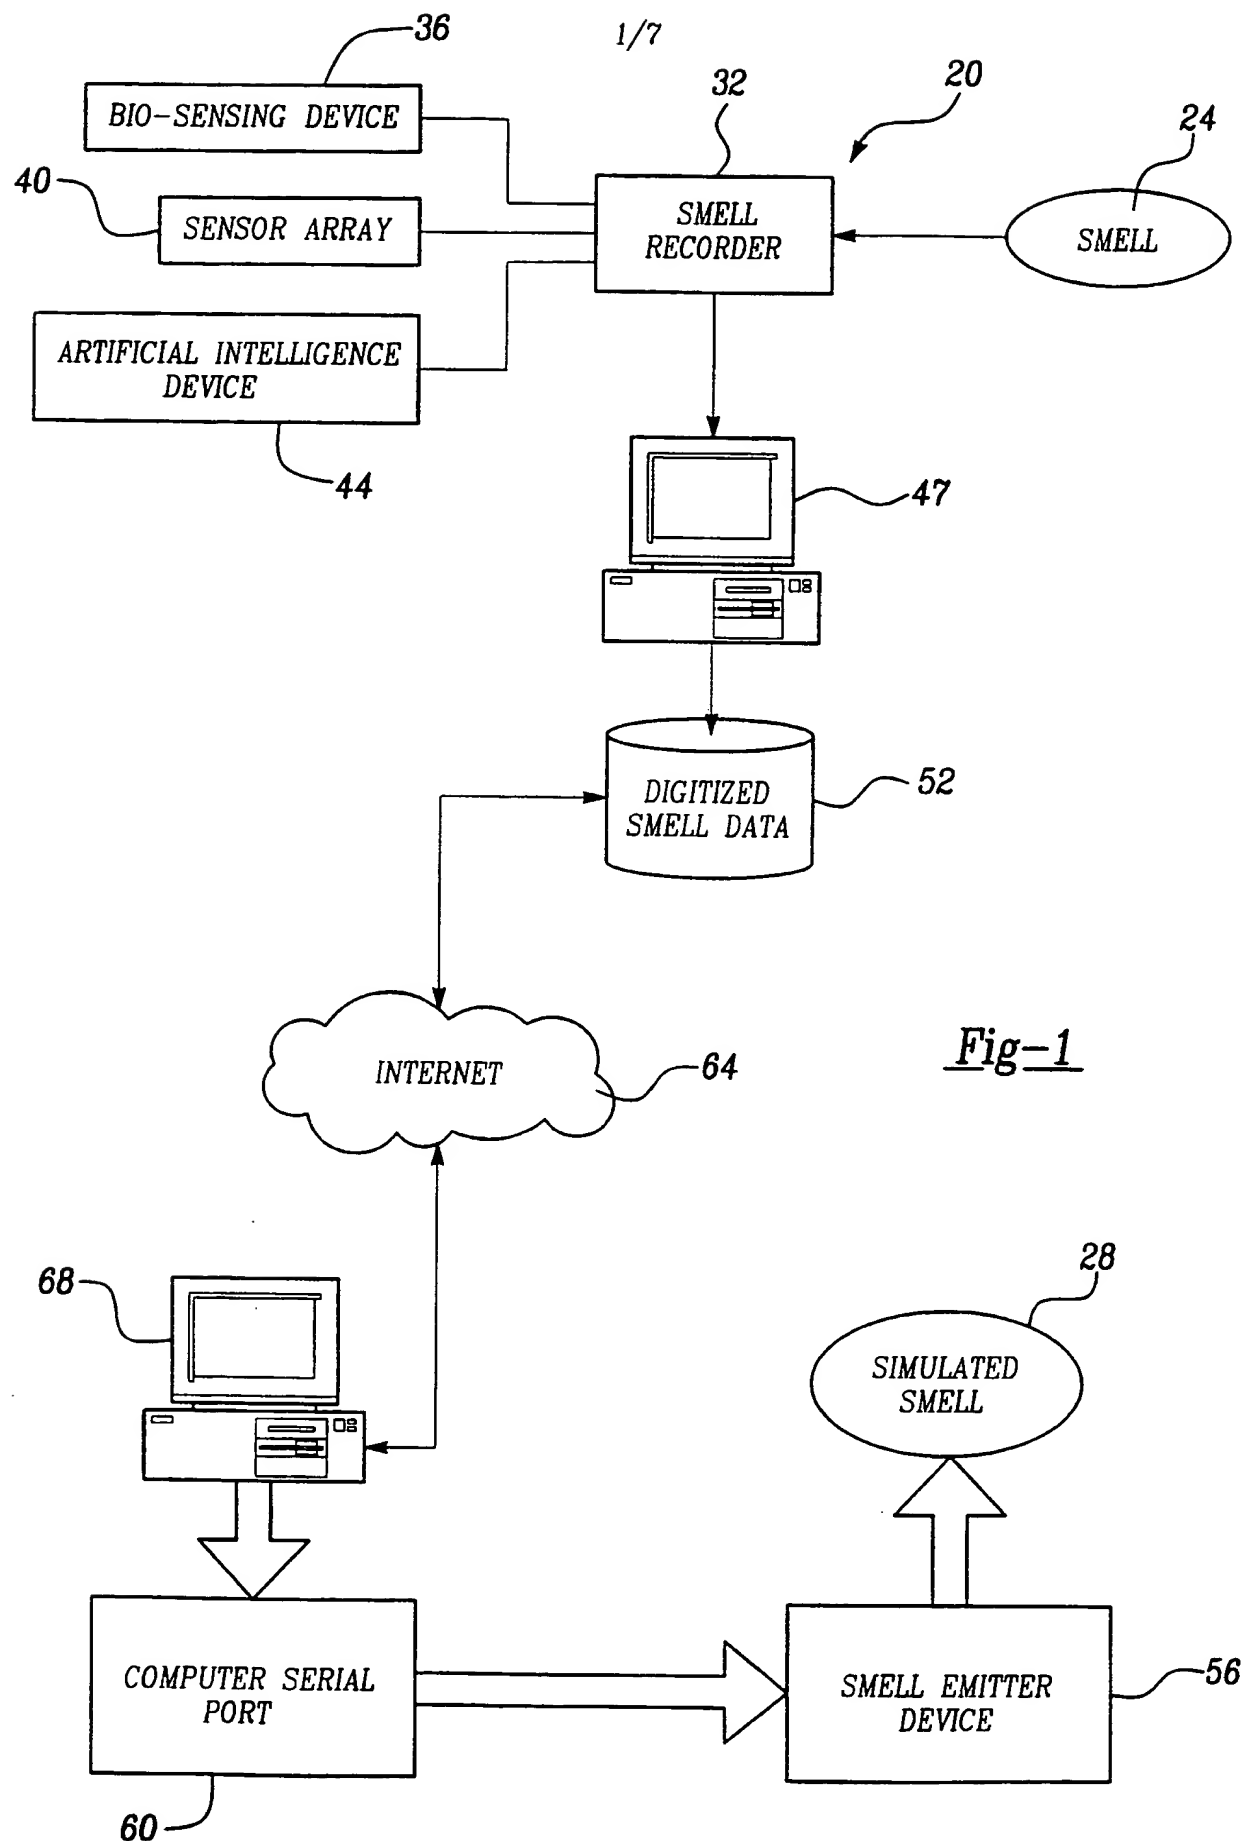 1/7
36
32
20
24
BIO-SENSING DEVICE
40
SENSOR ARRAY
SMELL
RECORDER
SMELL
ARTIFICIAL INTELLIGENCE
DEVICE
44
47
DIGITIZED
SMELL DATA
52
INTERNET
64
Fig-1
68
28
SIMULATED
SMELL
COMPUTER SERIAL
PORT
SMELL EMITTER
DEVICE
56
60